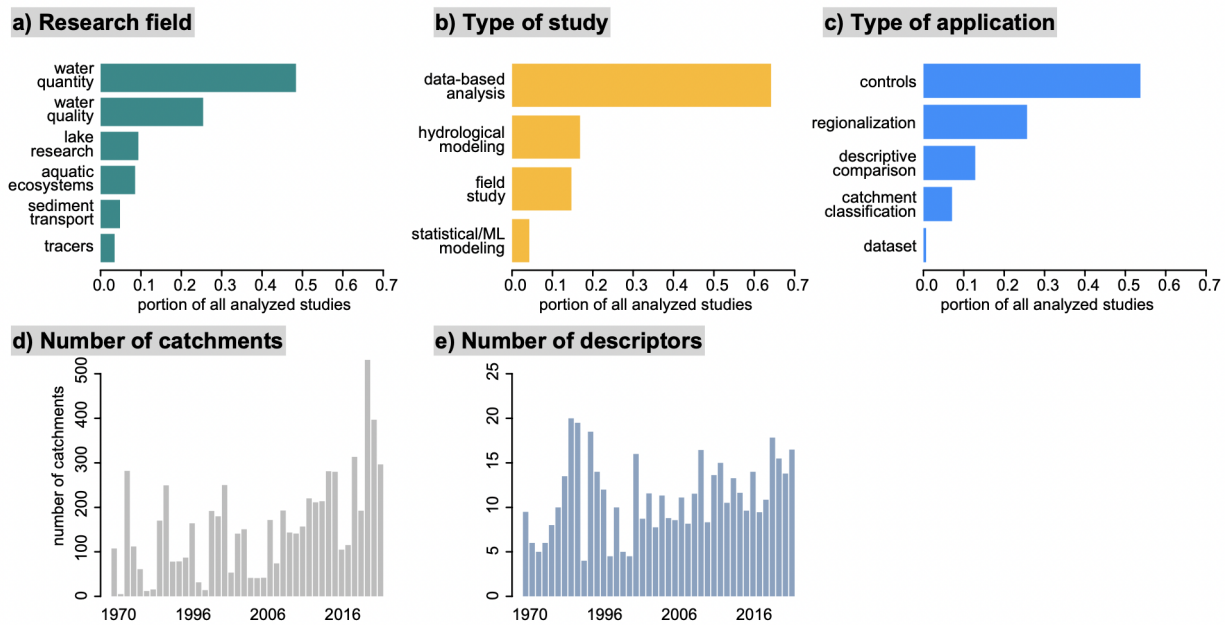 a) Research field
water
quantity
water
quality
lake
research
aquatic
ecosystems
sediment
transport
tracers
0.0 0.1 0.2 0.3 0.4 0.5 0.6 0.7
portion of all analyzed studies
b) Type of study
data-based
analysis
hydrological
modeling
field
study
statistical/ML
modeling
0.0 0.1 0.2 0.3 0.4 0.5 0.6 0.7
portion of all analyzed studies
c) Type of application
controls
regionalization
descriptive
comparison
catchment
classification
dataset
0.0 0.1 0.2 0.3 0.4 0.5 0.6 0.7
portion of all analyzed studies
d) Number of catchments
number of catchments
500
400
300
200
100
0
1970 1996 2006 2016
e) Number of descriptors
25
20
15
10
5
0
1970 1996 2006 2016